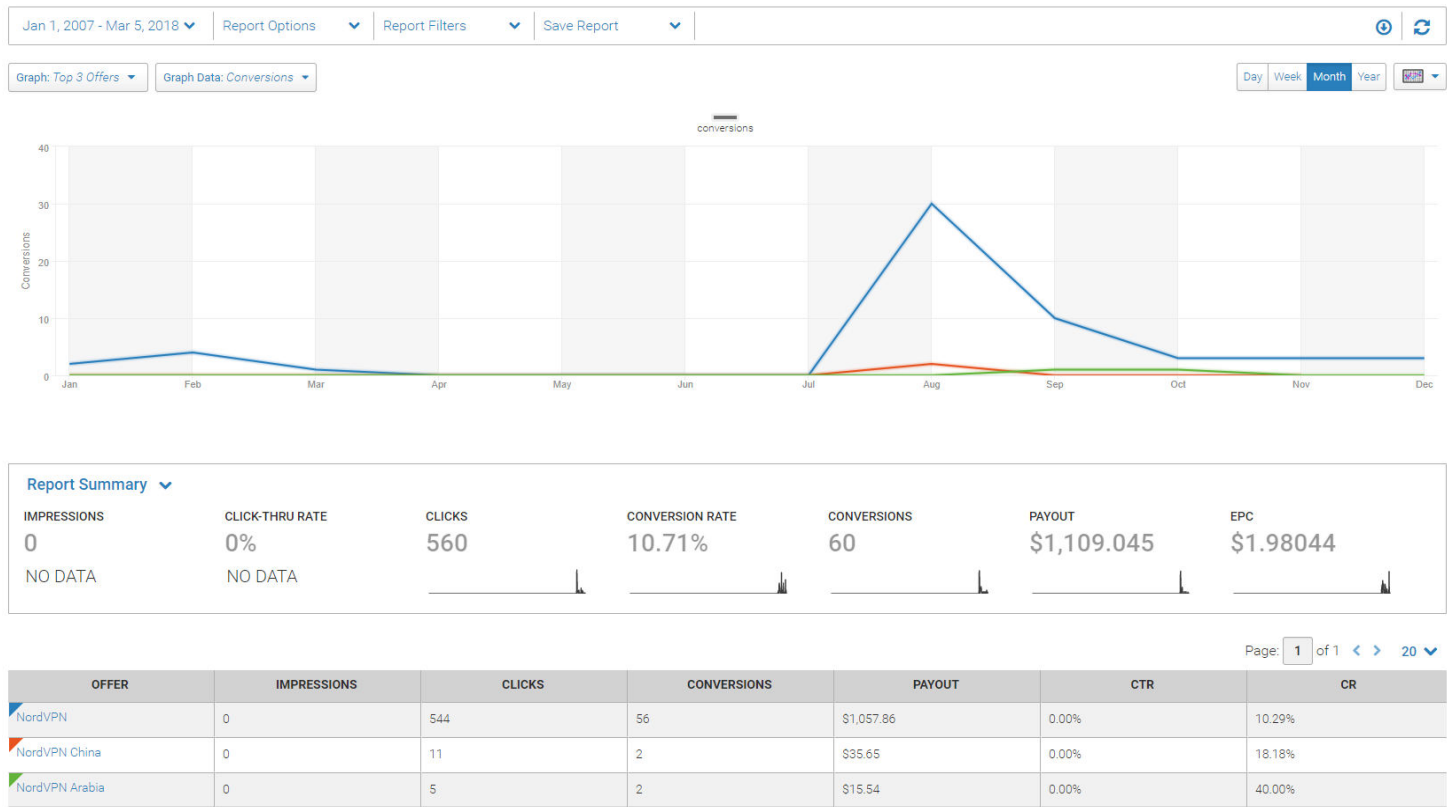 Jan 1, 2007 - Mar 5, 2018 Report Options Report Filters Save Report
Graph: Top 3 Offers Graph Data: Conversions Day Week Month Year
conversions
40
30
20
10
0
Conversions
Jan Feb Mar Apr May Jun Jul Aug Sep Oct Nov Dec
Report Summary
IMPRESSIONS CLICK-THRU RATE CLICKS CONVERSION RATE CONVERSIONS PAYOUT EPC
0 0% 560 10.71% 60 $1,109.045 $1.98044
NO DATA NO DATA
Page: 1 of 1 20
OFFER IMPRESSIONS CLICKS CONVERSIONS PAYOUT CTR CR
NordVPN 0 544 56 $1,057.86 0.00% 10.29%
NordVPN China 0 11 2 $35.65 0.00% 18.18%
NordVPN Arabia 0 5 2 $15.54 0.00% 40.00%